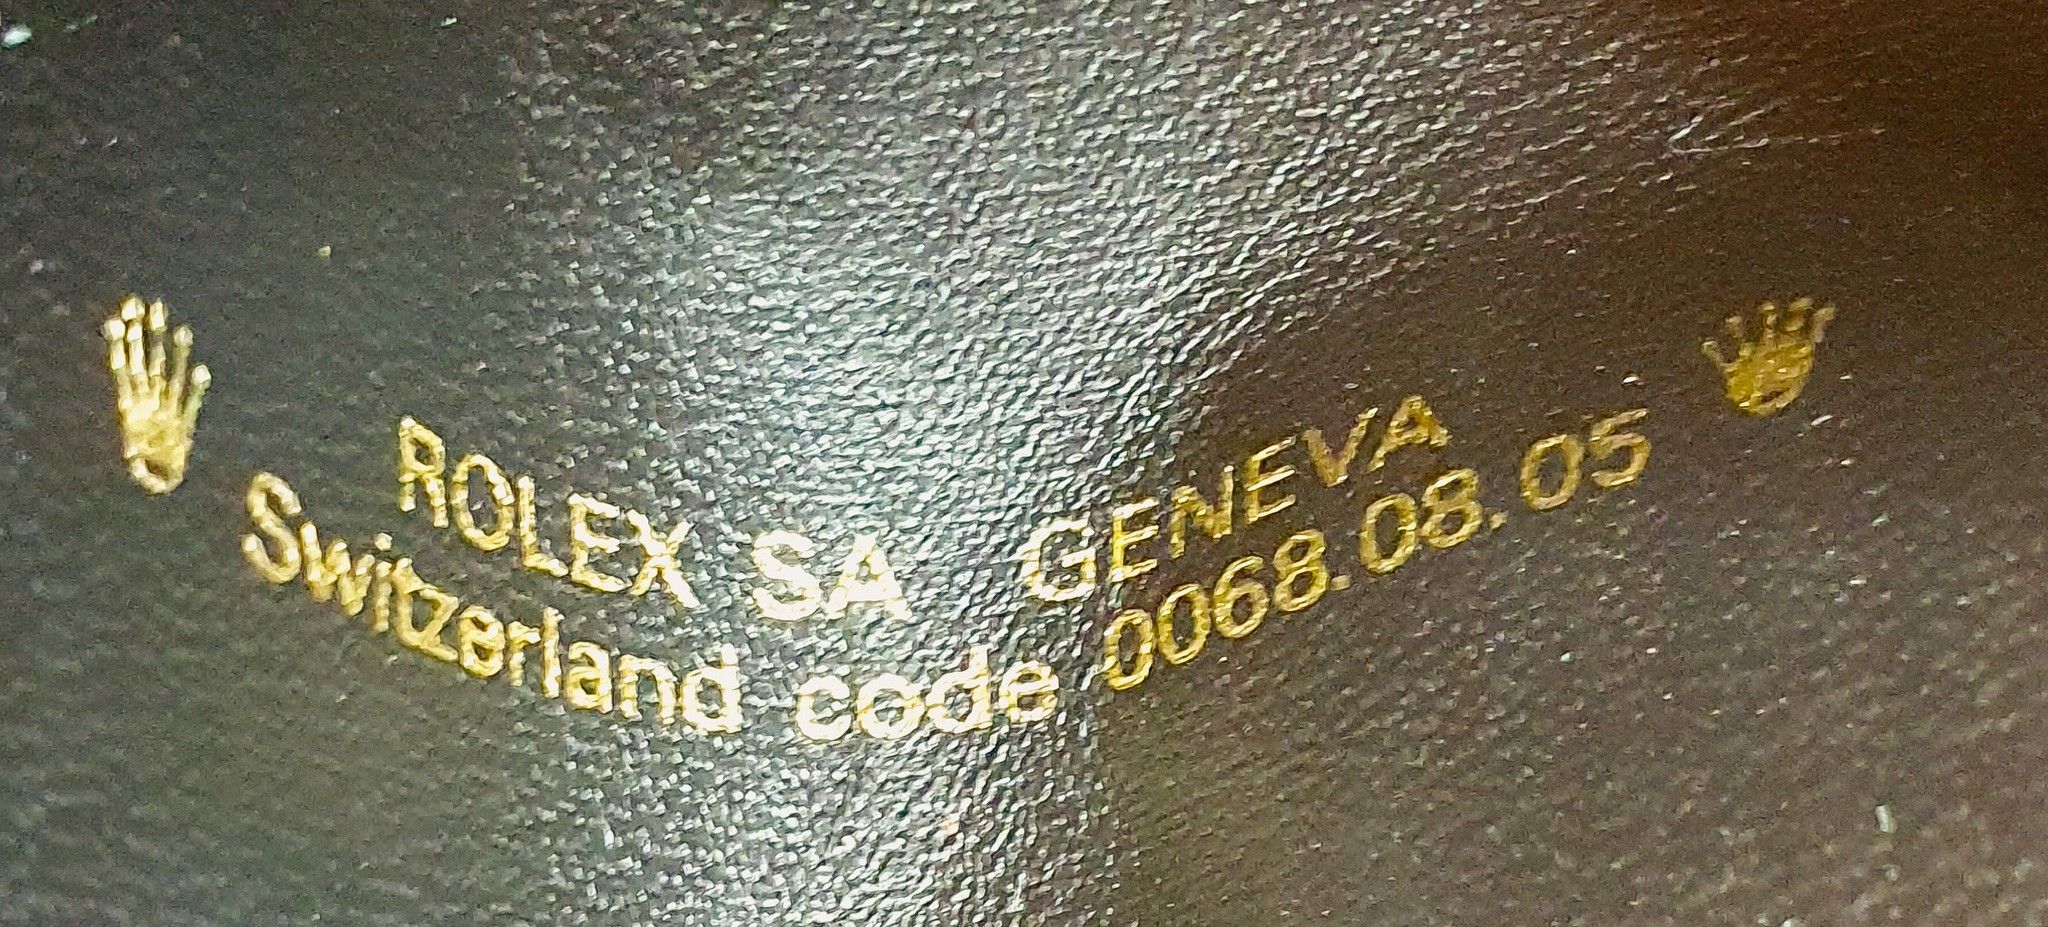 ROLEX SA GENEVA
Switzerland code 0068.08.05